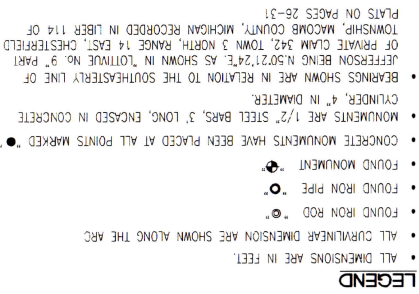 LEGEND
• ALL DIMENSIONS ARE IN FEET.
• ALL CURVILINEAR DIMENSION ARE SHOWN ALONG THE ARC
• FOUND IRON ROD "◎"
• FOUND IRON PIPE "O"
• FOUND MONUMENT "⊕"
• CONCRETE MONUMENTS HAVE BEEN PLACED AT ALL POINTS MARKED "●"
• MONUMENTS ARE 1/2" STEEL BARS, 3' LONG, ENCASED IN CONCRETE
CYLINDER, 4" IN DIAMETER.
• BEARINGS SHOWN ARE IN RELATION TO THE SOUTHEASTERLY LINE OF
JEFFERSON BEING N.50°21'24"E. AS SHOWN IN "LOTTIVUE No. 9" PART
OF PRIVATE CLAIM 342, TOWN 3 NORTH, RANGE 14 EAST, CHESTERFIELD
TOWNSHIP, MACOMB COUNTY, MICHIGAN RECORDED IN LIBER 114 OF
PLATS ON PAGES 26-31